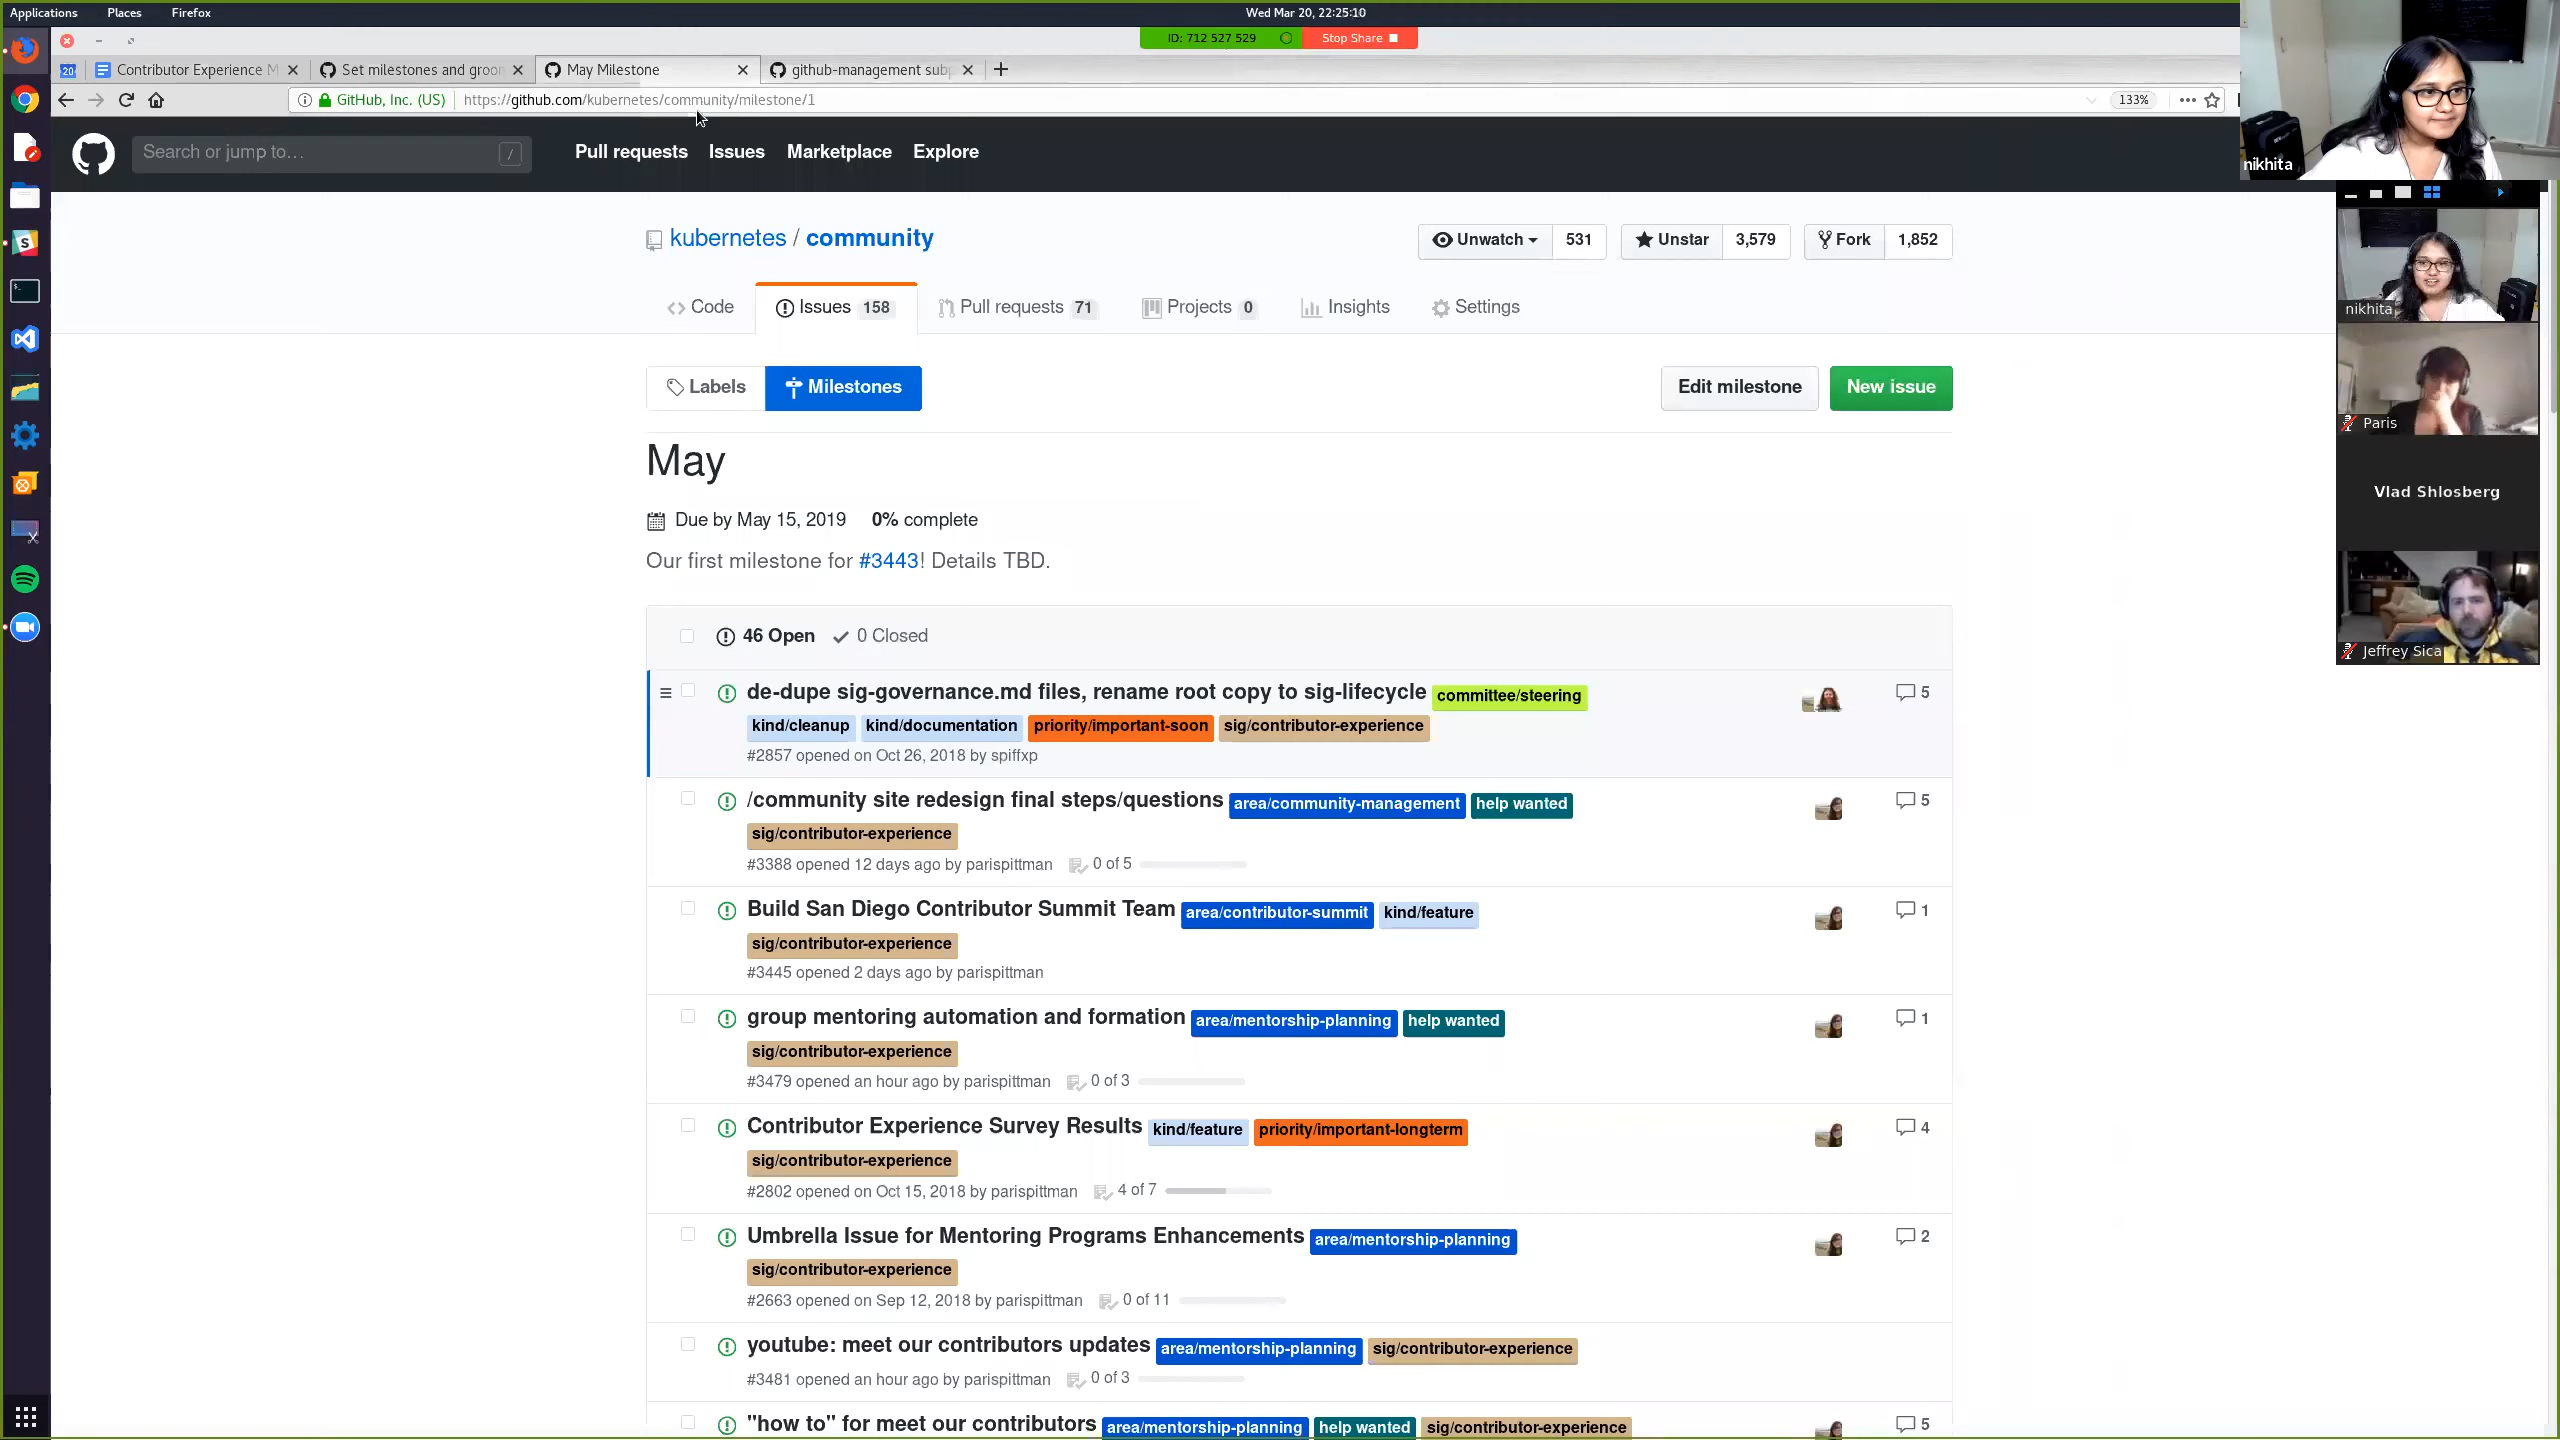 Applications Places Firefox Wed Mar 20, 22:25:10
ID: 712 527 529 Stop Share
20 Contributor Experience M Set milestones and groon May Milestone github-management subp
GitHub, Inc. (US) https://github.com/kubernetes/community/milestone/1 133%
Search or jump to… / Pull requests Issues Marketplace Explore
nikhita
kubernetes / community Unwatch 531 Unstar 3,579 Fork 1,852
nikhita
Code Issues 158 Pull requests 71 Projects 0 Insights Settings
Labels Milestones Edit milestone New issue
Paris
May
Vlad Shlosberg
Due by May 15, 2019 0% complete
Our first milestone for #3443! Details TBD.
46 Open 0 Closed
Jeffrey Sica
de-dupe sig-governance.md files, rename root copy to sig-lifecycle committee/steering 5
kind/cleanup kind/documentation priority/important-soon sig/contributor-experience
#2857 opened on Oct 26, 2018 by spiffxp
/community site redesign final steps/questions area/community-management help wanted 5
sig/contributor-experience
#3388 opened 12 days ago by parispittman 0 of 5
Build San Diego Contributor Summit Team area/contributor-summit kind/feature 1
sig/contributor-experience
#3445 opened 2 days ago by parispittman
group mentoring automation and formation area/mentorship-planning help wanted 1
sig/contributor-experience
#3479 opened an hour ago by parispittman 0 of 3
Contributor Experience Survey Results kind/feature priority/important-longterm 4
sig/contributor-experience
#2802 opened on Oct 15, 2018 by parispittman 4 of 7
Umbrella Issue for Mentoring Programs Enhancements area/mentorship-planning 2
sig/contributor-experience
#2663 opened on Sep 12, 2018 by parispittman 0 of 11
youtube: meet our contributors updates area/mentorship-planning sig/contributor-experience
#3481 opened an hour ago by parispittman 0 of 3
"how to" for meet our contributors area/mentorship-planning help wanted sig/contributor-experience 5